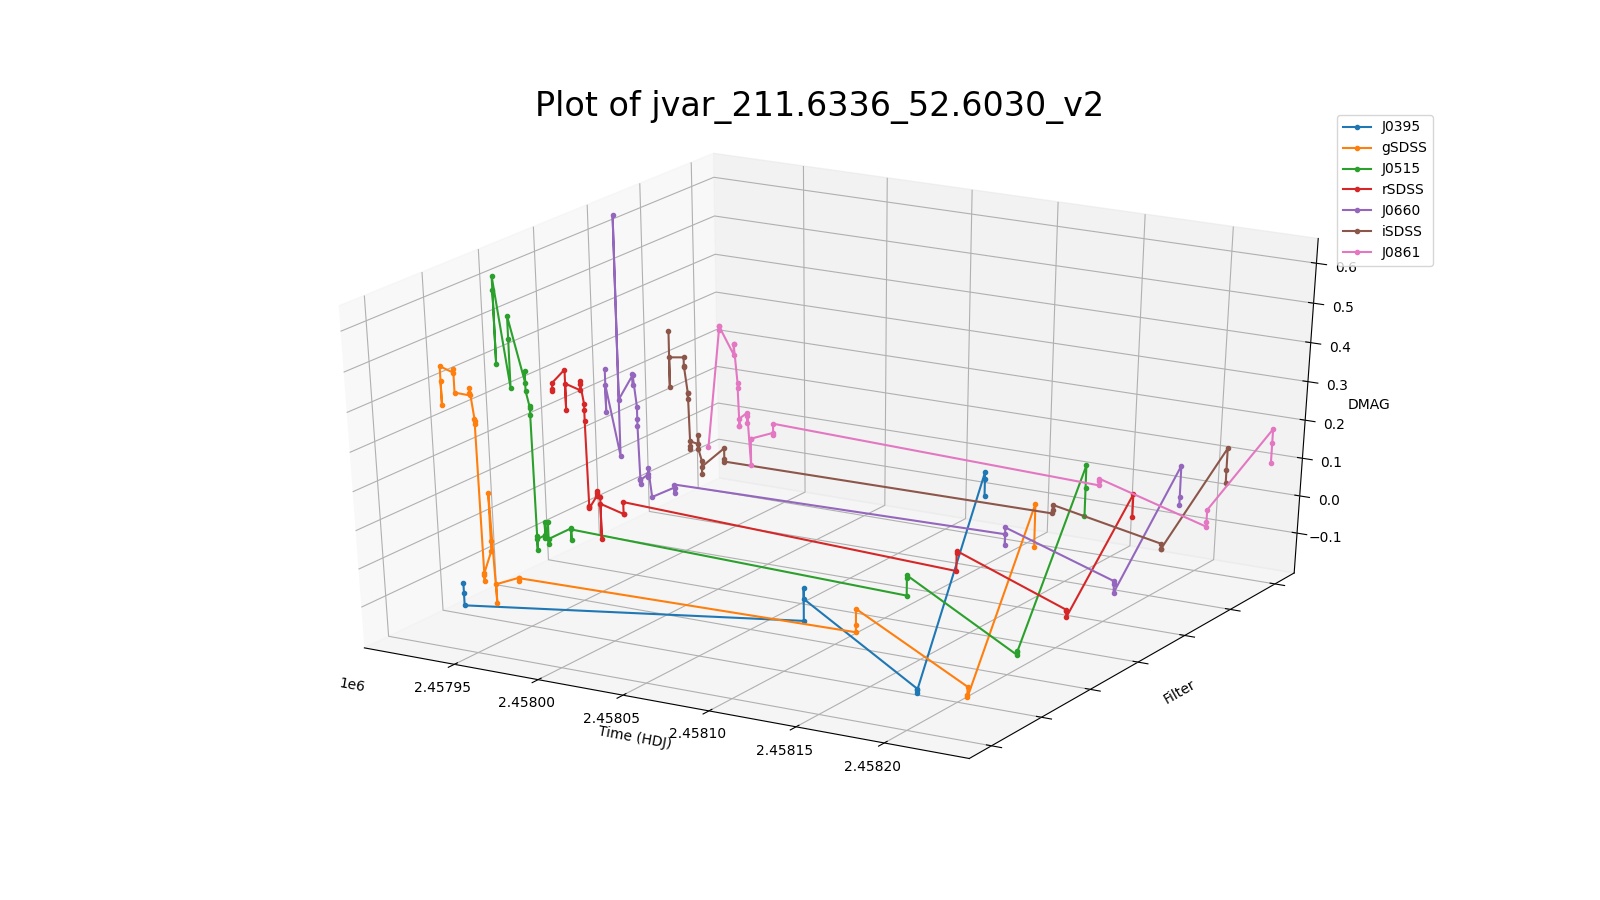 Plot of jvar_211.6336_52.6030_v2
J0395
gSDSS
J0515
rSDSS
J0660
iSDSS
J0861
0.6
0.5
0.4
0.3
DMAG
0.2
0.1
0.0
−0.1
1e6
2.45795
2.45800
2.45805
2.45810
2.45815
2.45820
Time (HDJ)
Filter